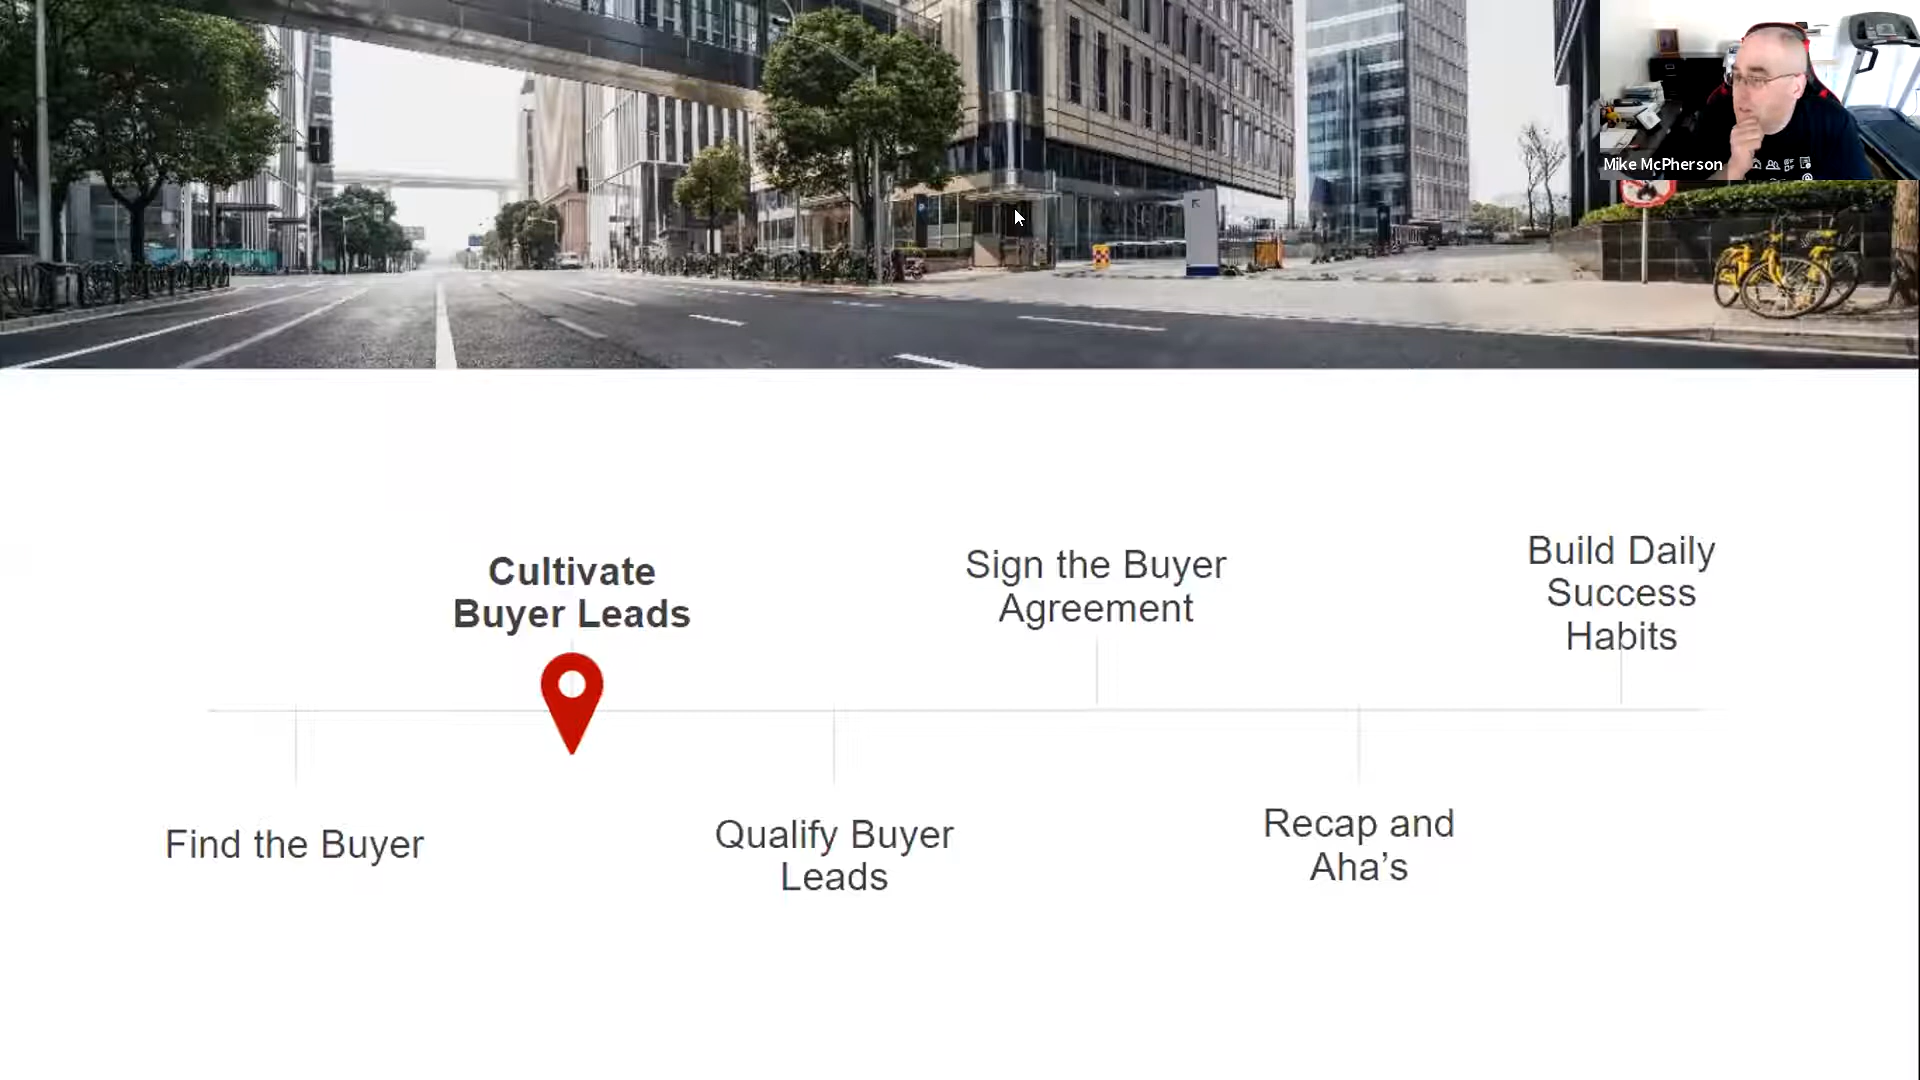 Mike McPherson
Cultivate
Buyer Leads
Sign the Buyer
Agreement
Build Daily
Success
Habits
Find the Buyer
Qualify Buyer
Leads
Recap and
Aha’s